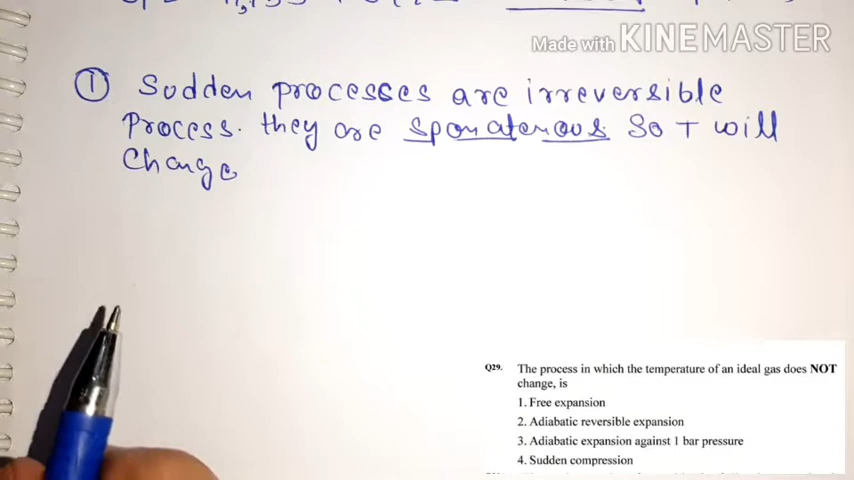 Made with KINEMASTER
① Sudden processes are irreversible
Process. they are sponatenous So T will
Change
Q29. The process in which the temperature of an ideal gas does NOT
change, is
1. Free expansion
2. Adiabatic reversible expansion
3. Adiabatic expansion against 1 bar pressure
4. Sudden compression